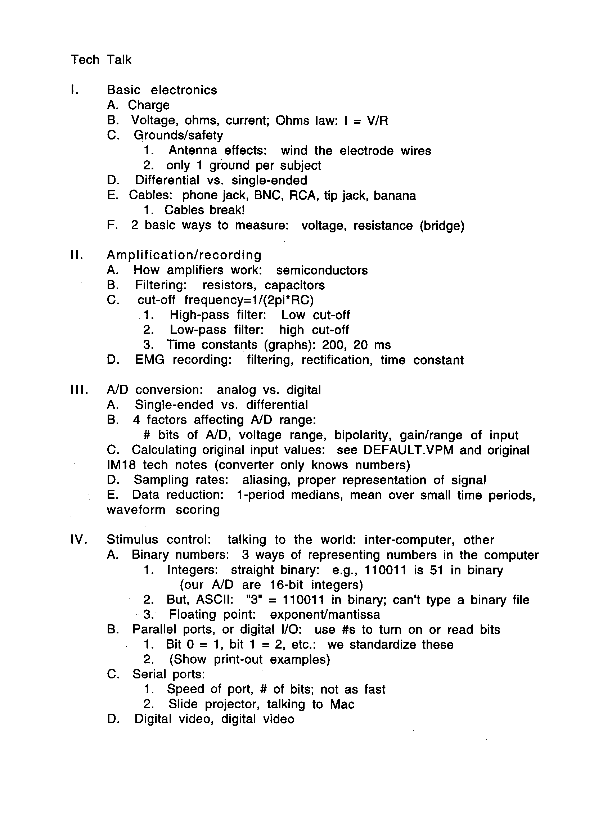 Tech Talk
I. Basic electronics
A. Charge
B. Voltage, ohms, current; Ohms law: I = V/R
C. Grounds/safety
1. Antenna effects: wind the electrode wires
2. only 1 ground per subject
D. Differential vs. single-ended
E. Cables: phone jack, BNC, RCA, tip jack, banana
1. Cables break!
F. 2 basic ways to measure: voltage, resistance (bridge)
II. Amplification/recording
A. How amplifiers work: semiconductors
B. Filtering: resistors, capacitors
C. cut-off frequency=1/(2pi*RC)
1. High-pass filter: Low cut-off
2. Low-pass filter: high cut-off
3. Time constants (graphs): 200, 20 ms
D. EMG recording: filtering, rectification, time constant
III. A/D conversion: analog vs. digital
A. Single-ended vs. differential
B. 4 factors affecting A/D range:
# bits of A/D, voltage range, bipolarity, gain/range of input
C. Calculating original input values: see DEFAULT.VPM and original
IM18 tech notes (converter only knows numbers)
D. Sampling rates: aliasing, proper representation of signal
E. Data reduction: 1-period medians, mean over small time periods,
waveform scoring
IV. Stimulus control: talking to the world: inter-computer, other
A. Binary numbers: 3 ways of representing numbers in the computer
1. Integers: straight binary: e.g., 110011 is 51 in binary
(our A/D are 16-bit integers)
2. But, ASCII: "3" = 110011 in binary; can't type a binary file
3. Floating point: exponent/mantissa
B. Parallel ports, or digital I/O: use #s to turn on or read bits
1. Bit 0 = 1, bit 1 = 2, etc.: we standardize these
2. (Show print-out examples)
C. Serial ports:
1. Speed of port, # of bits; not as fast
2. Slide projector, talking to Mac
D. Digital video, digital video